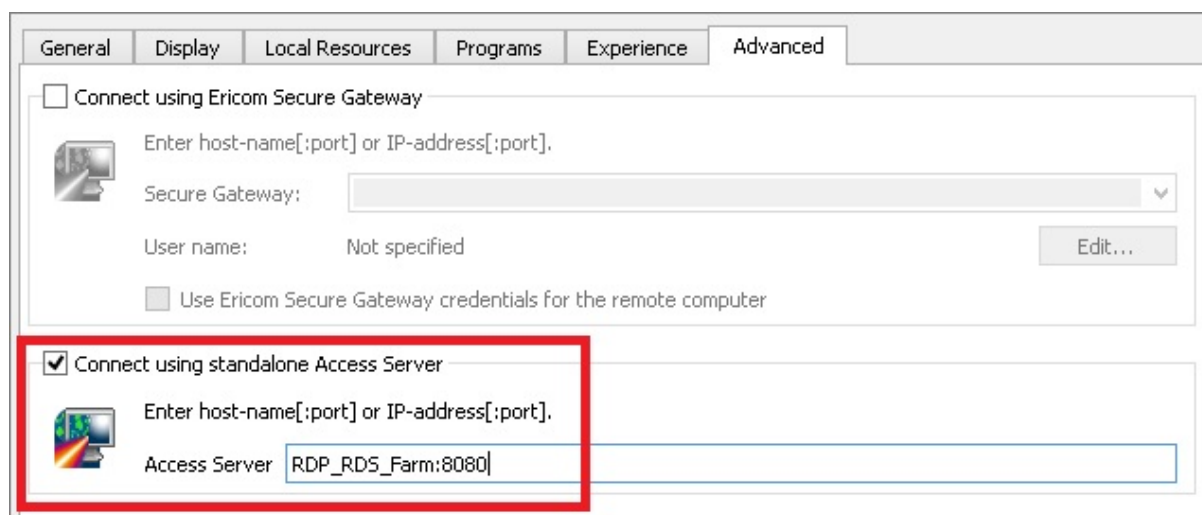 General Display Local Resources Programs Experience Advanced
Connect using Ericom Secure Gateway
Enter host-name[:port] or IP-address[:port].
Secure Gateway:
User name: Not specified Edit...
Use Ericom Secure Gateway credentials for the remote computer
Connect using standalone Access Server
Enter host-name[:port] or IP-address[:port].
Access Server RDP_RDS_Farm:8080